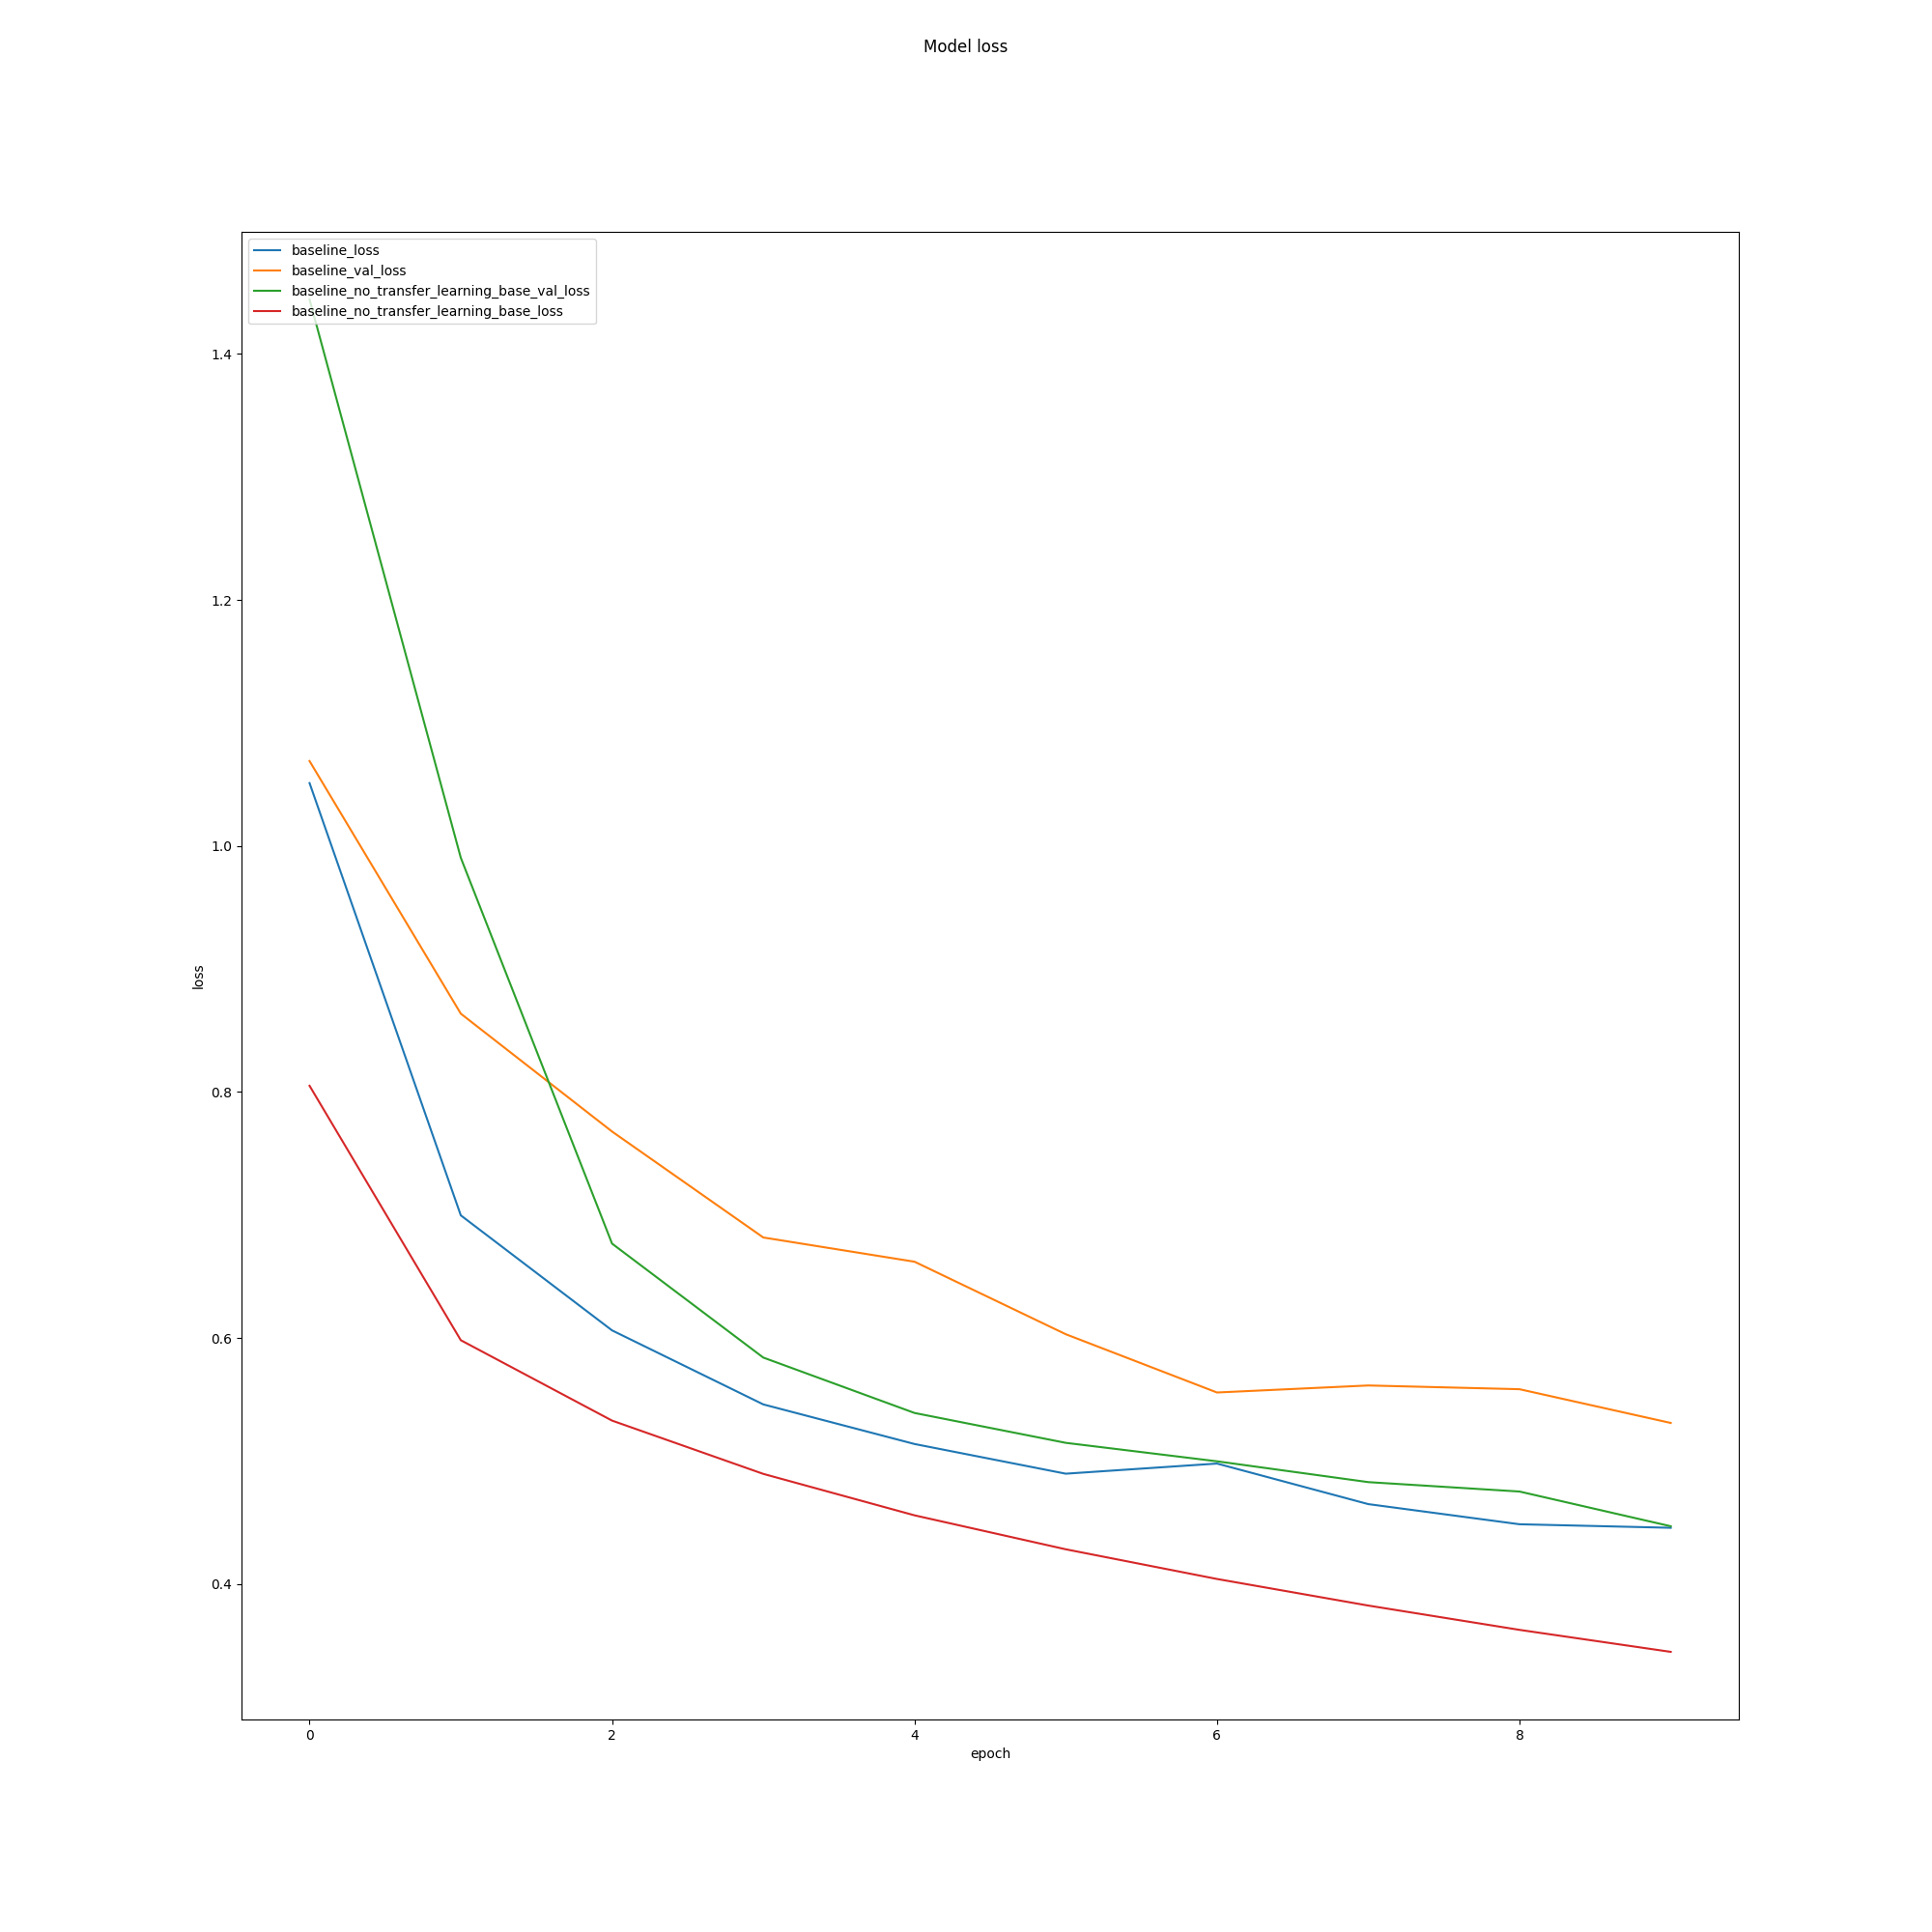 Model loss
baseline_loss
baseline_val_loss
baseline_no_transfer_learning_base_val_loss
baseline_no_transfer_learning_base_loss
1.4
1.2
1.0
0.8
0.6
0.4
loss
0
2
4
6
8
epoch